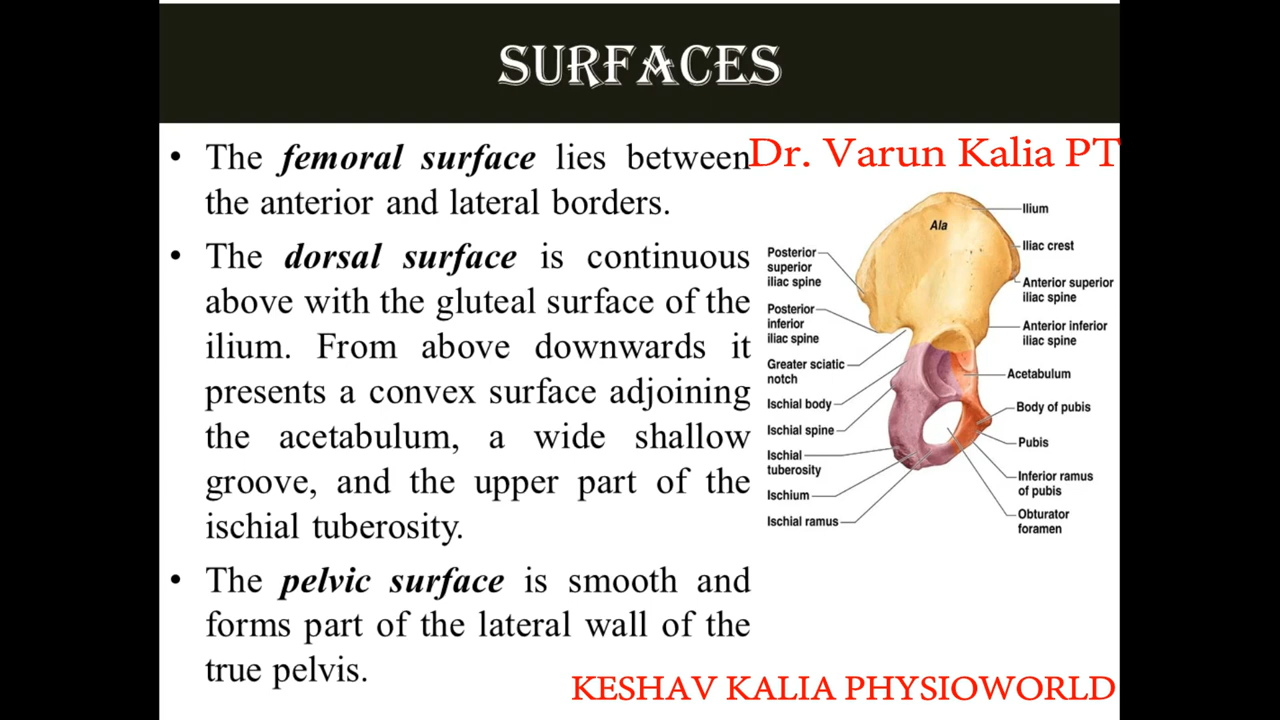 SURFACES
• The femoral surface lies between
the anterior and lateral borders.
• The dorsal surface is continuous
above with the gluteal surface of the
ilium. From above downwards it
presents a convex surface adjoining
the acetabulum, a wide shallow
groove, and the upper part of the
ischial tuberosity.
• The pelvic surface is smooth and
forms part of the lateral wall of the
true pelvis.
Dr. Varun Kalia PT
Ala
Posterior
superior
iliac spine
Posterior
inferior
iliac spine
Greater sciatic
notch
Ischial body
Ischial spine
Ischial
tuberosity
Ischium
Ischial ramus
Ilium
Iliac crest
Anterior superior
iliac spine
Anterior inferior
iliac spine
Acetabulum
Body of pubis
Pubis
Inferior ramus
of pubis
Obturator
foramen
KESHAV KALIA PHYSIOWORLD